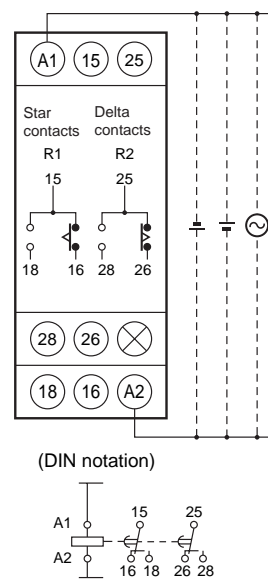 A1 15 25
Star contacts Delta contacts
R1 R2
15 25
18 16 28 26
28 26
18 16 A2
(DIN notation)
A1 15 25
A2
16 18 26 28